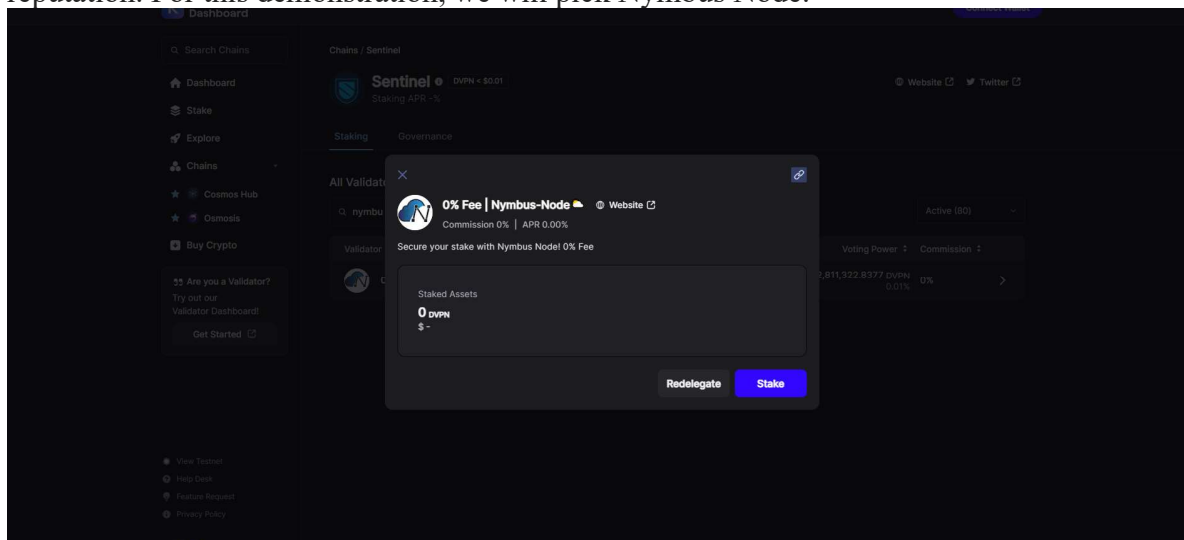 reputation. For this demonstration, we will pick Nymbus Node.
Dashboard
Connect Wallet
Search Chains
Chains / Sentinel
Dashboard
Sentinel DVPN < $0.01
Website
Twitter
Staking APR -%
Stake
Explore
Staking
Governance
Chains
All Validat
Cosmos Hub
nymbu
Active (80)
Osmosis
Buy Crypto
Validator
Voting Power
Commission
Are you a Validator?
Try out our
Validator Dashboard!
Get Started
,811,322.8377 DVPN
0.01%
0%
0% Fee | Nymbus-Node
Website
Commission 0% | APR 0.00%
Secure your stake with Nymbus Node! 0% Fee
Staked Assets
0 DVPN
$ -
Redelegate
Stake
View Testnet
Help Desk
Feature Request
Privacy Policy